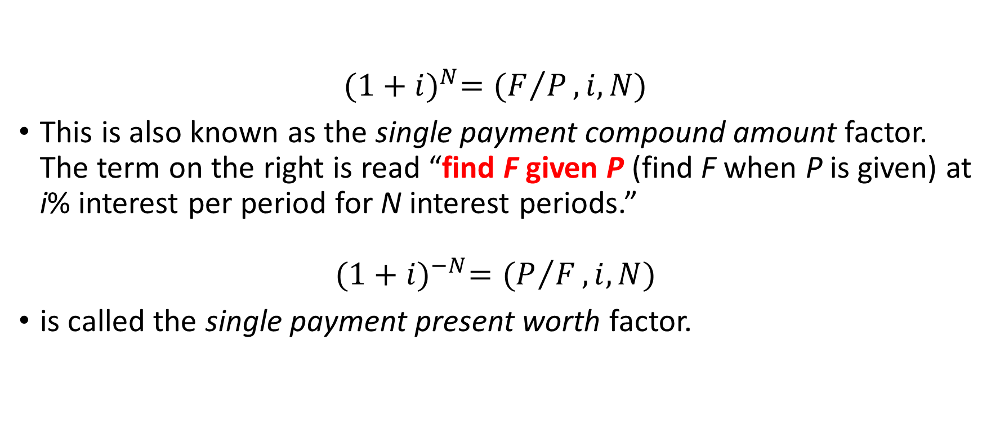 (1 + i)^N = (F/P , i, N)
• This is also known as the single payment compound amount factor.
The term on the right is read “find F given P (find F when P is given) at
i% interest per period for N interest periods.”
(1 + i)^−N = (P/F , i, N)
• is called the single payment present worth factor.